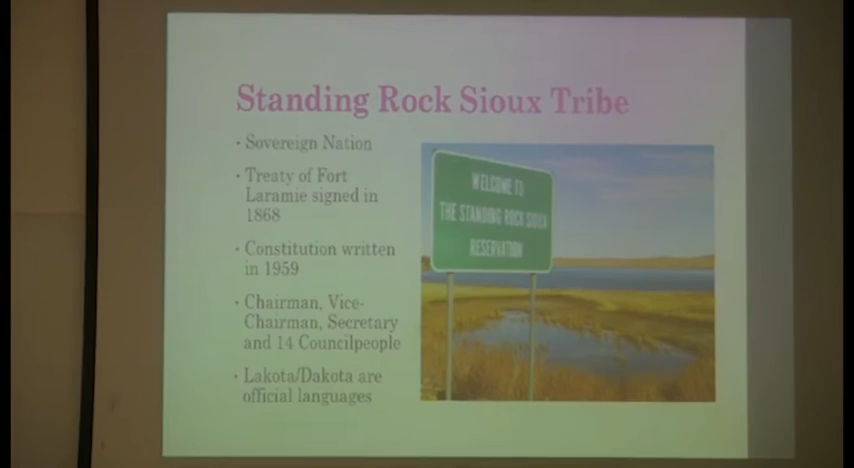 Standing Rock Sioux Tribe
• Sovereign Nation
• Treaty of Fort
Laramie signed in
1868
• Constitution written
in 1959
• Chairman, Vice-
Chairman, Secretary
and 14 Councilpeople
• Lakota/Dakota are
official languages
WELCOME TO
THE STANDING ROCK SIOUX
RESERVATION